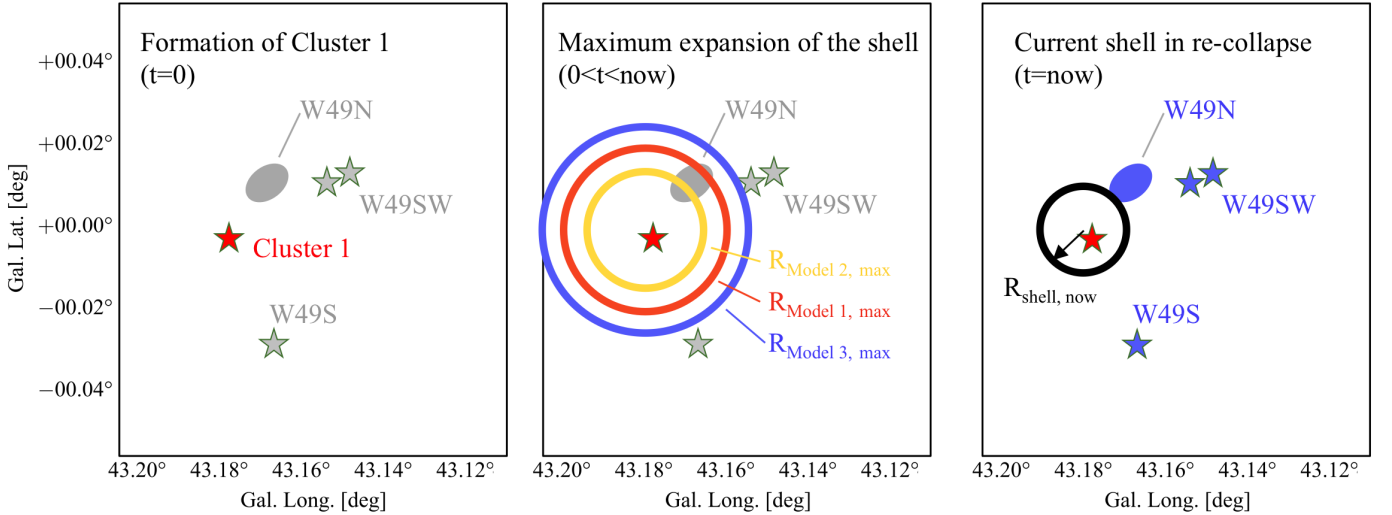 Formation of Cluster 1
(t=0)
W49N
W49SW
Cluster 1
W49S
+00.04°
+00.02°
+00.00°
−00.02°
−00.04°
Gal. Lat. [deg]
43.20° 43.18° 43.16° 43.14° 43.12°
Gal. Long. [deg]
Maximum expansion of the shell
(0<t<now)
W49N
W49SW
R Model 2, max
R Model 1, max
R Model 3, max
43.20° 43.18° 43.16° 43.14° 43.12°
Gal. Long. [deg]
Current shell in re-collapse
(t=now)
W49N
W49SW
R shell, now
W49S
43.20° 43.18° 43.16° 43.14° 43.12°
Gal. Long. [deg]